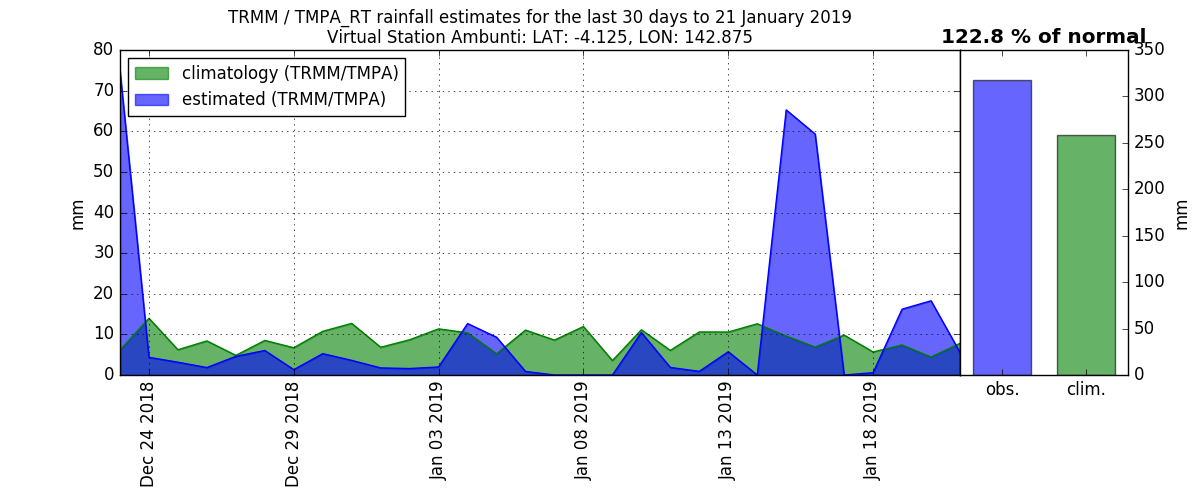 TRMM / TMPA_RT rainfall estimates for the last 30 days to 21 January 2019
Virtual Station Ambunti: LAT: -4.125, LON: 142.875
122.8 % of normal
climatology (TRMM/TMPA)
estimated (TRMM/TMPA)
80
70
60
50
40
30
20
10
0
mm
Dec 24 2018
Dec 29 2018
Jan 03 2019
Jan 08 2019
Jan 13 2019
Jan 18 2019
obs.
clim.
350
300
250
200
150
100
50
0
mm